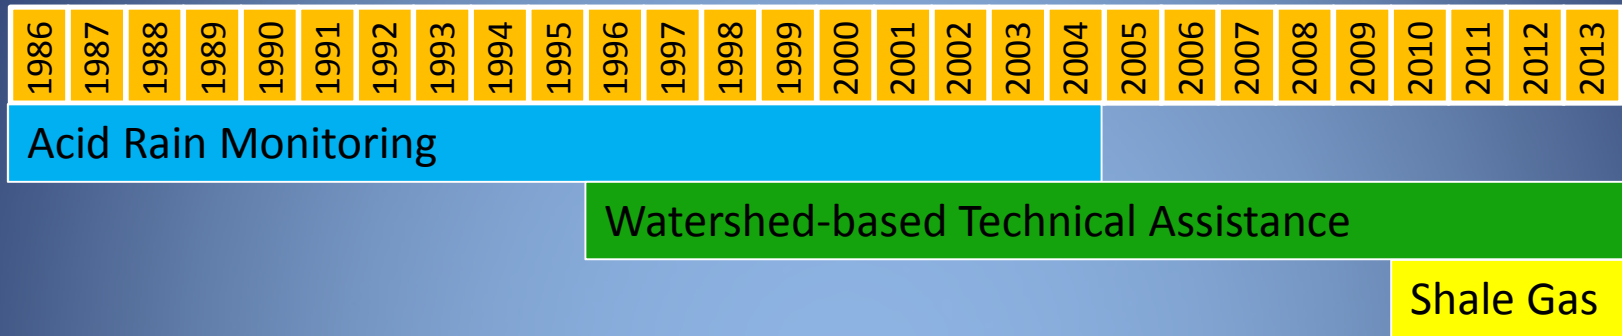 1986 1987 1988 1989 1990 1991 1992 1993 1994 1995 1996 1997 1998 1999 2000 2001 2002 2003 2004 2005 2006 2007 2008 2009 2010 2011 2012 2013
Acid Rain Monitoring
Watershed-based Technical Assistance
Shale Gas